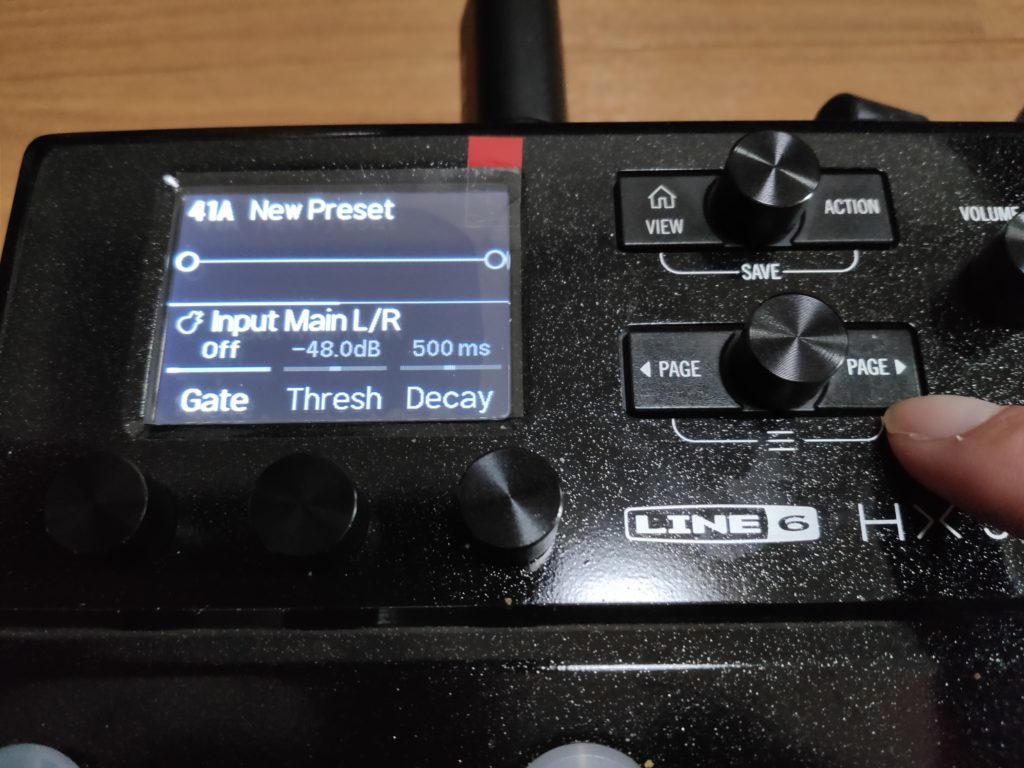 41A New Preset
Input Main L/R
Off -48.0dB 500 ms
Gate Thresh Decay
VIEW
ACTION
SAVE
VOLUME
PAGE
PAGE
LINE 6
HX